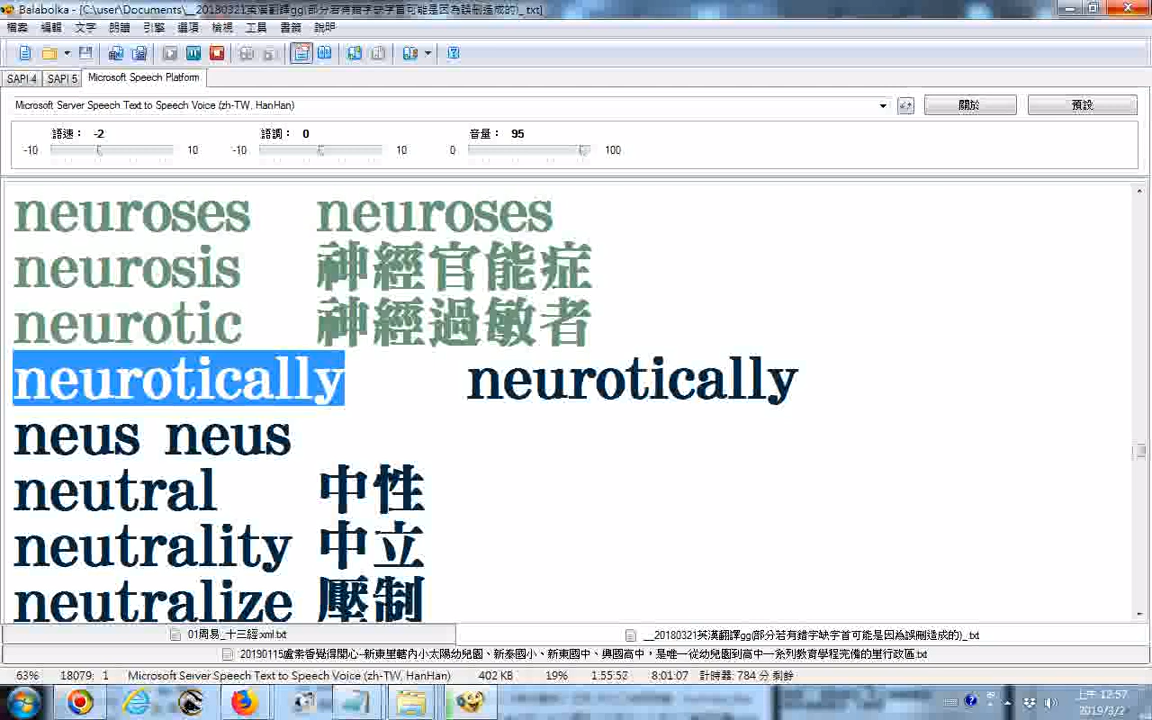 Balabolka - [C:\user\Documents\__20180321英漢翻譯gg(部分若有錯字缺字首可能是因為誤刪造成的)_.txt]
檔案 編輯 文字 朗讀 引擎 選項 檢視 工具 書籤 說明
SAPI 4 SAPI 5 Microsoft Speech Platform
Microsoft Server Speech Text to Speech Voice (zh-TW, HanHan) 關於 預設
語速： -2 語調： 0 音量： 95
-10 10 -10 10 0 100
neuroses neuroses
neurosis 神經官能症
neurotic 神經過敏者
neurotically neurotically
neus neus
neutral 中性
neutrality 中立
neutralize 壓制
01周易_十三經.xml.txt __20180321英漢翻譯gg(部分若有錯字缺字首可能是因為誤刪造成的)_.txt
20190115盧素香覺得開心-新東里轄內小太陽幼兒園、新泰國小、新東國中、興國高中，是唯一從幼兒園到高中一系列教育學程完備的里行政區.txt
63% 18079: 1 Microsoft Server Speech Text to Speech Voice (zh-TW, HanHan) 402 KB 19% 1:55:53 8:01:07 計時器: 784 分 剩餘
上午 12:57
2019/3/2